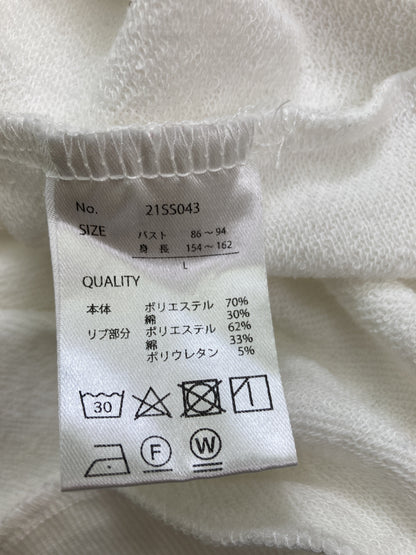 No. 21SS043
SIZE バスト 86～94
身長 154～162
L
QUALITY
本体 ポリエステル 70%
綿 30%
リブ部分 ポリエステル 62%
綿 33%
ポリウレタン 5%
30
F W